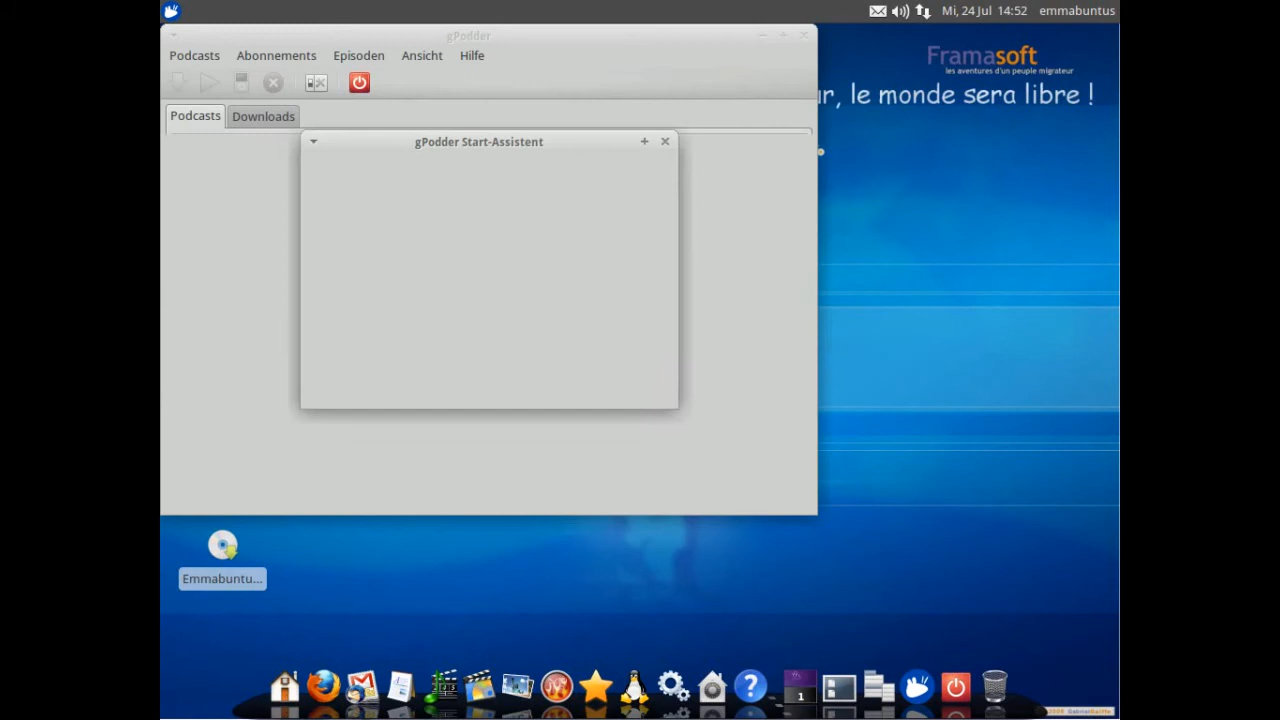 Mi, 24 Jul 14:52 emmabuntus
gPodder
Podcasts Abonnements Episoden Ansicht Hilfe
Podcasts Downloads
gPodder Start-Assistent
Framasoft
les aventures d'un peuple migrateur
r, le monde sera libre !
Emmabuntu...
1